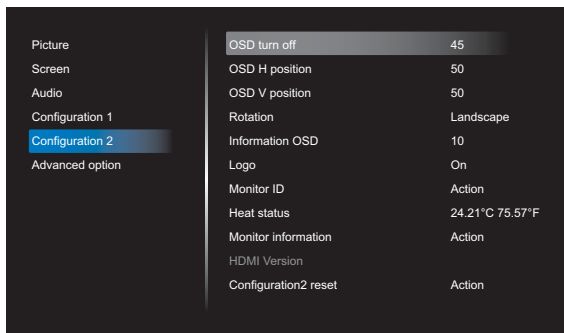 Picture
Screen
Audio
Configuration 1
Configuration 2
Advanced option
OSD turn off 45
OSD H position 50
OSD V position 50
Rotation Landscape
Information OSD 10
Logo On
Monitor ID Action
Heat status 24.21°C 75.57°F
Monitor information Action
HDMI Version
Configuration2 reset Action